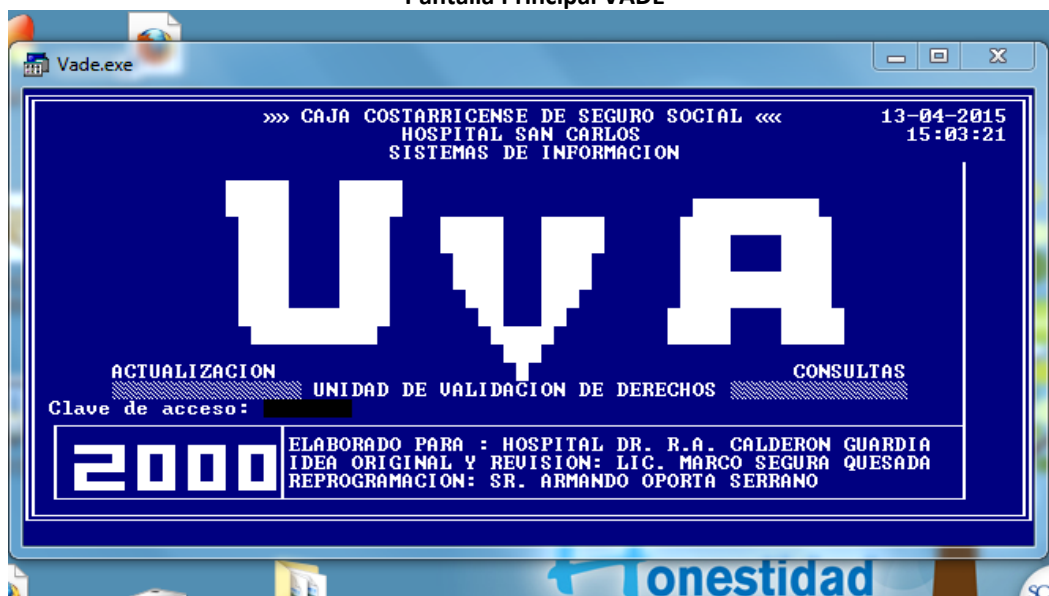 Pantalla Principal VADE
Vade.exe
»»» CAJA COSTARRICENSE DE SEGURO SOCIAL ««« 13-04-2015
HOSPITAL SAN CARLOS 15:03:21
SISTEMAS DE INFORMACION
UvA
ACTUALIZACION CONSULTAS
UNIDAD DE VALIDACION DE DERECHOS
Clave de acceso:
2000
ELABORADO PARA : HOSPITAL DR. R.A. CALDERON GUARDIA
IDEA ORIGINAL Y REVISION: LIC. MARCO SEGURA QUESADA
REPROGRAMACION: SR. ARMANDO OPORTA SERRANO
Honestidad